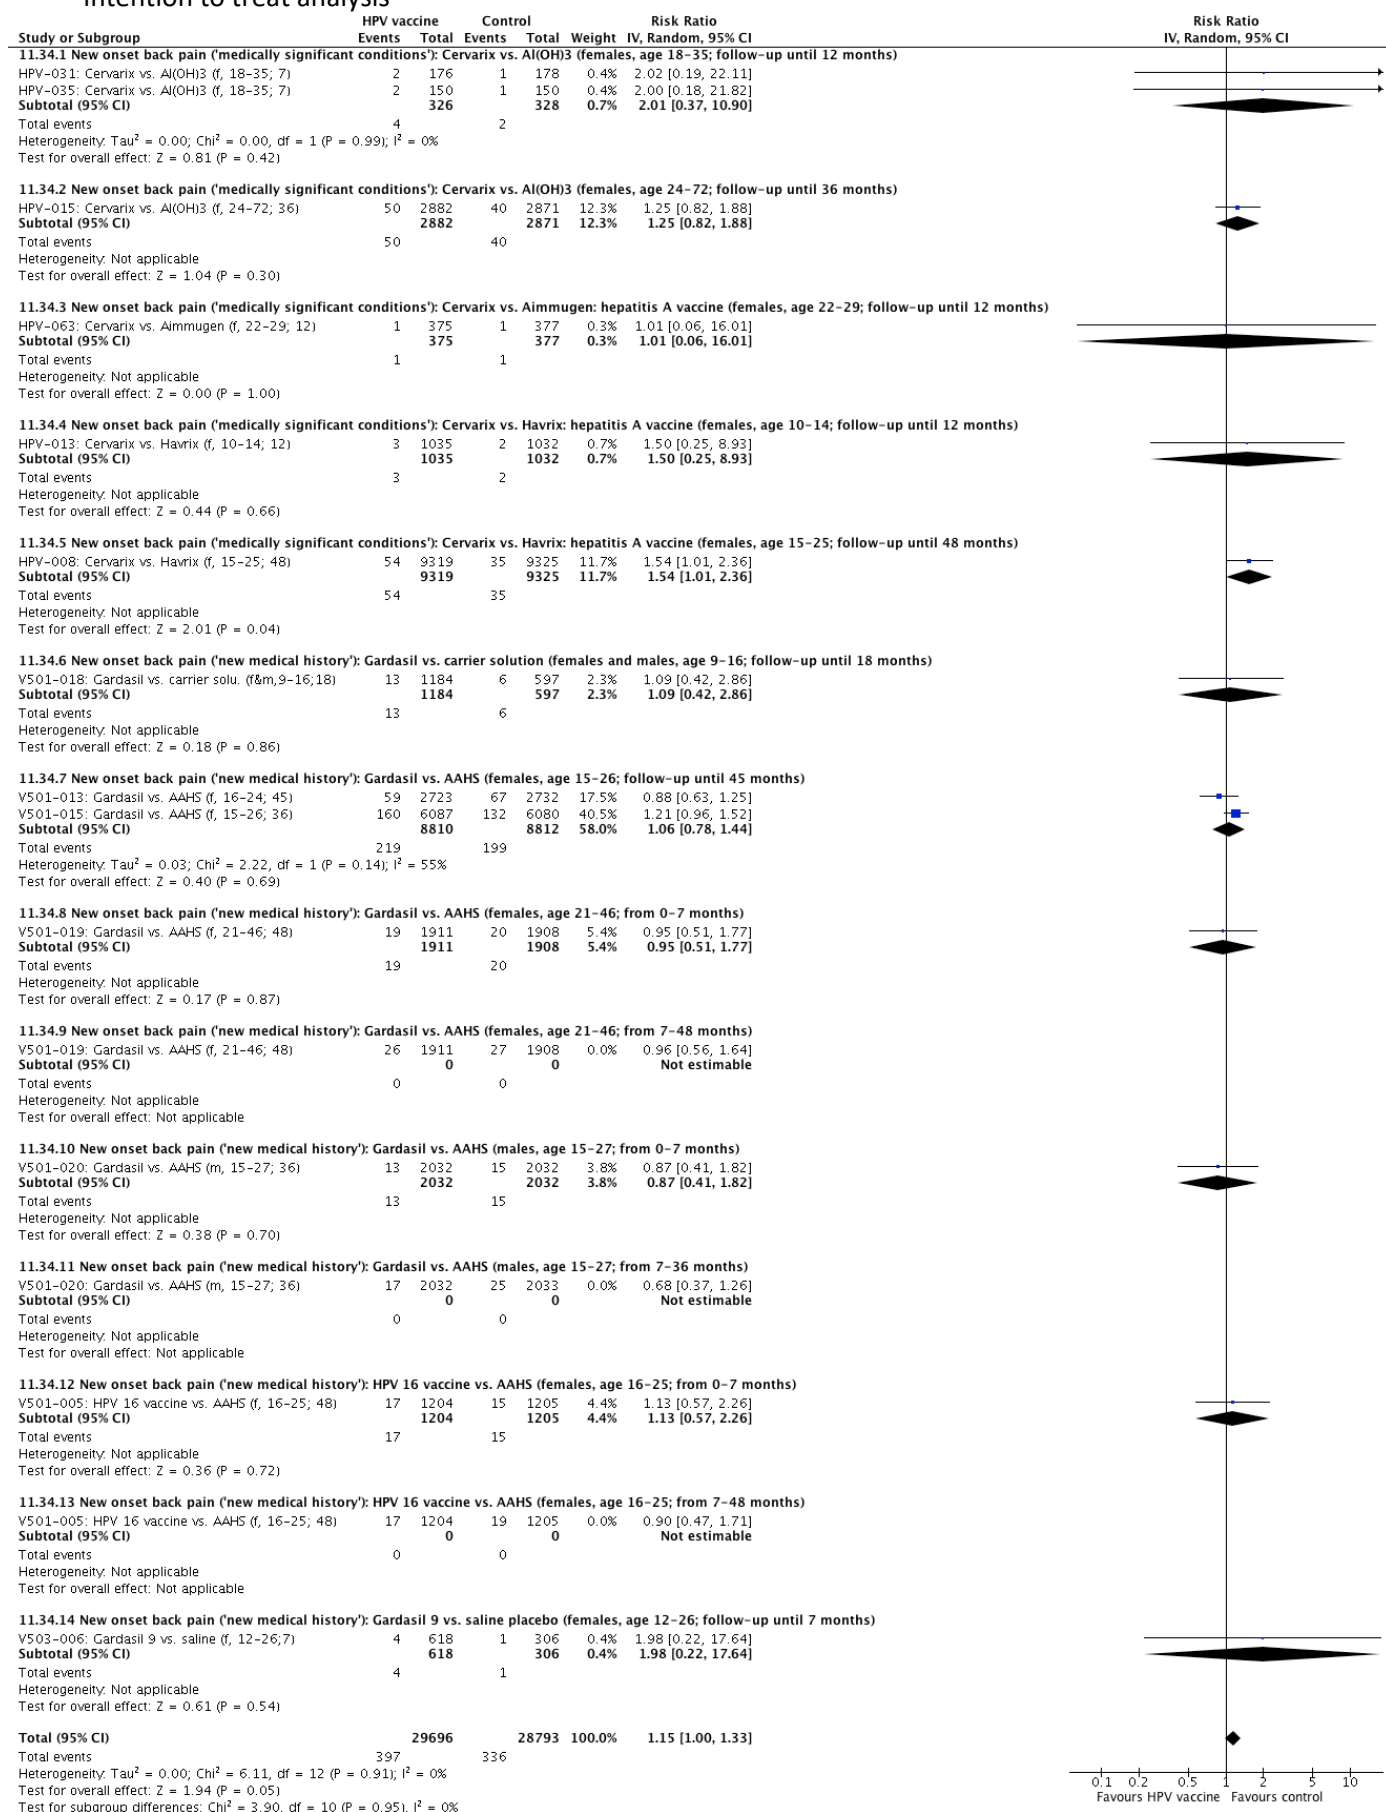 Intention to treat analysis
HPV vaccine Control Risk Ratio Risk Ratio
Study or Subgroup Events Total Events Total Weight IV, Random, 95% CI IV, Random, 95% CI
11.34.1 New onset back pain ('medically significant conditions'): Cervarix vs. Al(OH)3 (females, age 18-35; follow-up until 12 months)
HPV-031: Cervarix vs. Al(OH)3 (f, 18-35; 7) 2 176 1 178 0.4% 2.02 [0.19, 22.11]
HPV-035: Cervarix vs. Al(OH)3 (f, 18-35; 7) 2 150 1 150 0.4% 2.00 [0.18, 21.82]
Subtotal (95% CI) 326 328 0.7% 2.01 [0.37, 10.90]
Total events 4 2
Heterogeneity: Tau² = 0.00; Chi² = 0.00, df = 1 (P = 0.99); I² = 0%
Test for overall effect: Z = 0.81 (P = 0.42)
11.34.2 New onset back pain ('medically significant conditions'): Cervarix vs. Al(OH)3 (females, age 24-72; follow-up until 36 months)
HPV-015: Cervarix vs. Al(OH)3 (f, 24-72; 36) 50 2882 40 2871 12.3% 1.25 [0.82, 1.88]
Subtotal (95% CI) 2882 2871 12.3% 1.25 [0.82, 1.88]
Total events 50 40
Heterogeneity: Not applicable
Test for overall effect: Z = 1.04 (P = 0.30)
11.34.3 New onset back pain ('medically significant conditions'): Cervarix vs. Aimmugen: hepatitis A vaccine (females, age 22-29; follow-up until 12 months)
HPV-063: Cervarix vs. Aimmugen (f, 22-29; 12) 1 375 1 377 0.3% 1.01 [0.06, 16.01]
Subtotal (95% CI) 375 377 0.3% 1.01 [0.06, 16.01]
Total events 1 1
Heterogeneity: Not applicable
Test for overall effect: Z = 0.00 (P = 1.00)
11.34.4 New onset back pain ('medically significant conditions'): Cervarix vs. Havrix: hepatitis A vaccine (females, age 10-14; follow-up until 12 months)
HPV-013: Cervarix vs. Havrix (f, 10-14; 12) 3 1035 2 1032 0.7% 1.50 [0.25, 8.93]
Subtotal (95% CI) 1035 1032 0.7% 1.50 [0.25, 8.93]
Total events 3 2
Heterogeneity: Not applicable
Test for overall effect: Z = 0.44 (P = 0.66)
11.34.5 New onset back pain ('medically significant conditions'): Cervarix vs. Havrix: hepatitis A vaccine (females, age 15-25; follow-up until 48 months)
HPV-008: Cervarix vs. Havrix (f, 15-25; 48) 54 9319 35 9325 11.7% 1.54 [1.01, 2.36]
Subtotal (95% CI) 9319 9325 11.7% 1.54 [1.01, 2.36]
Total events 54 35
Heterogeneity: Not applicable
Test for overall effect: Z = 2.01 (P = 0.04)
11.34.6 New onset back pain ('new medical history'): Gardasil vs. carrier solution (females and males, age 9-16; follow-up until 18 months)
V501-018: Gardasil vs. carrier solu. (f&m,9-16;18) 13 1184 6 597 2.3% 1.09 [0.42, 2.86]
Subtotal (95% CI) 1184 597 2.3% 1.09 [0.42, 2.86]
Total events 13 6
Heterogeneity: Not applicable
Test for overall effect: Z = 0.18 (P = 0.86)
11.34.7 New onset back pain ('new medical history'): Gardasil vs. AAHS (females, age 15-26; follow-up until 45 months)
V501-013: Gardasil vs. AAHS (f, 16-24; 45) 59 2723 67 2732 17.5% 0.88 [0.63, 1.25]
V501-015: Gardasil vs. AAHS (f, 15-26; 36) 160 6087 132 6080 40.5% 1.21 [0.96, 1.52]
Subtotal (95% CI) 8810 8812 58.0% 1.06 [0.78, 1.44]
Total events 219 199
Heterogeneity: Tau² = 0.03; Chi² = 2.22, df = 1 (P = 0.14); I² = 55%
Test for overall effect: Z = 0.40 (P = 0.69)
11.34.8 New onset back pain ('new medical history'): Gardasil vs. AAHS (females, age 21-46; from 0-7 months)
V501-019: Gardasil vs. AAHS (f, 21-46; 48) 19 1911 20 1908 5.4% 0.95 [0.51, 1.77]
Subtotal (95% CI) 1911 1908 5.4% 0.95 [0.51, 1.77]
Total events 19 20
Heterogeneity: Not applicable
Test for overall effect: Z = 0.17 (P = 0.87)
11.34.9 New onset back pain ('new medical history'): Gardasil vs. AAHS (females, age 21-46; from 7-48 months)
V501-019: Gardasil vs. AAHS (f, 21-46; 48) 26 1911 27 1908 0.0% 0.96 [0.56, 1.64]
Subtotal (95% CI) 0 0 Not estimable
Total events 0 0
Heterogeneity: Not applicable
Test for overall effect: Not applicable
11.34.10 New onset back pain ('new medical history'): Gardasil vs. AAHS (males, age 15-27; from 0-7 months)
V501-020: Gardasil vs. AAHS (m, 15-27; 36) 13 2032 15 2032 3.8% 0.87 [0.41, 1.82]
Subtotal (95% CI) 2032 2032 3.8% 0.87 [0.41, 1.82]
Total events 13 15
Heterogeneity: Not applicable
Test for overall effect: Z = 0.38 (P = 0.70)
11.34.11 New onset back pain ('new medical history'): Gardasil vs. AAHS (males, age 15-27; from 7-36 months)
V501-020: Gardasil vs. AAHS (m, 15-27; 36) 17 2032 25 2033 0.0% 0.68 [0.37, 1.26]
Subtotal (95% CI) 0 0 Not estimable
Total events 0 0
Heterogeneity: Not applicable
Test for overall effect: Not applicable
11.34.12 New onset back pain ('new medical history'): HPV 16 vaccine vs. AAHS (females, age 16-25; from 0-7 months)
V501-005: HPV 16 vaccine vs. AAHS (f, 16-25; 48) 17 1204 15 1205 4.4% 1.13 [0.57, 2.26]
Subtotal (95% CI) 1204 1205 4.4% 1.13 [0.57, 2.26]
Total events 17 15
Heterogeneity: Not applicable
Test for overall effect: Z = 0.36 (P = 0.72)
11.34.13 New onset back pain ('new medical history'): HPV 16 vaccine vs. AAHS (females, age 16-25; from 7-48 months)
V501-005: HPV 16 vaccine vs. AAHS (f, 16-25; 48) 17 1204 19 1205 0.0% 0.90 [0.47, 1.71]
Subtotal (95% CI) 0 0 Not estimable
Total events 0 0
Heterogeneity: Not applicable
Test for overall effect: Not applicable
11.34.14 New onset back pain ('new medical history'): Gardasil 9 vs. saline placebo (females, age 12-26; follow-up until 7 months)
V503-006: Gardasil 9 vs. saline (f, 12-26;7) 4 618 1 306 0.4% 1.98 [0.22, 17.64]
Subtotal (95% CI) 618 306 0.4% 1.98 [0.22, 17.64]
Total events 4 1
Heterogeneity: Not applicable
Test for overall effect: Z = 0.61 (P = 0.54)
Total (95% CI) 29696 28793 100.0% 1.15 [1.00, 1.33]
Total events 397 336
Heterogeneity: Tau² = 0.00; Chi² = 6.11, df = 12 (P = 0.91); I² = 0%
Test for overall effect: Z = 1.94 (P = 0.05)
Test for subgroup differences: Chi² = 3.90, df = 10 (P = 0.95), I² = 0%
0.1 0.2 0.5 1 2 5 10
Favours HPV vaccine Favours control